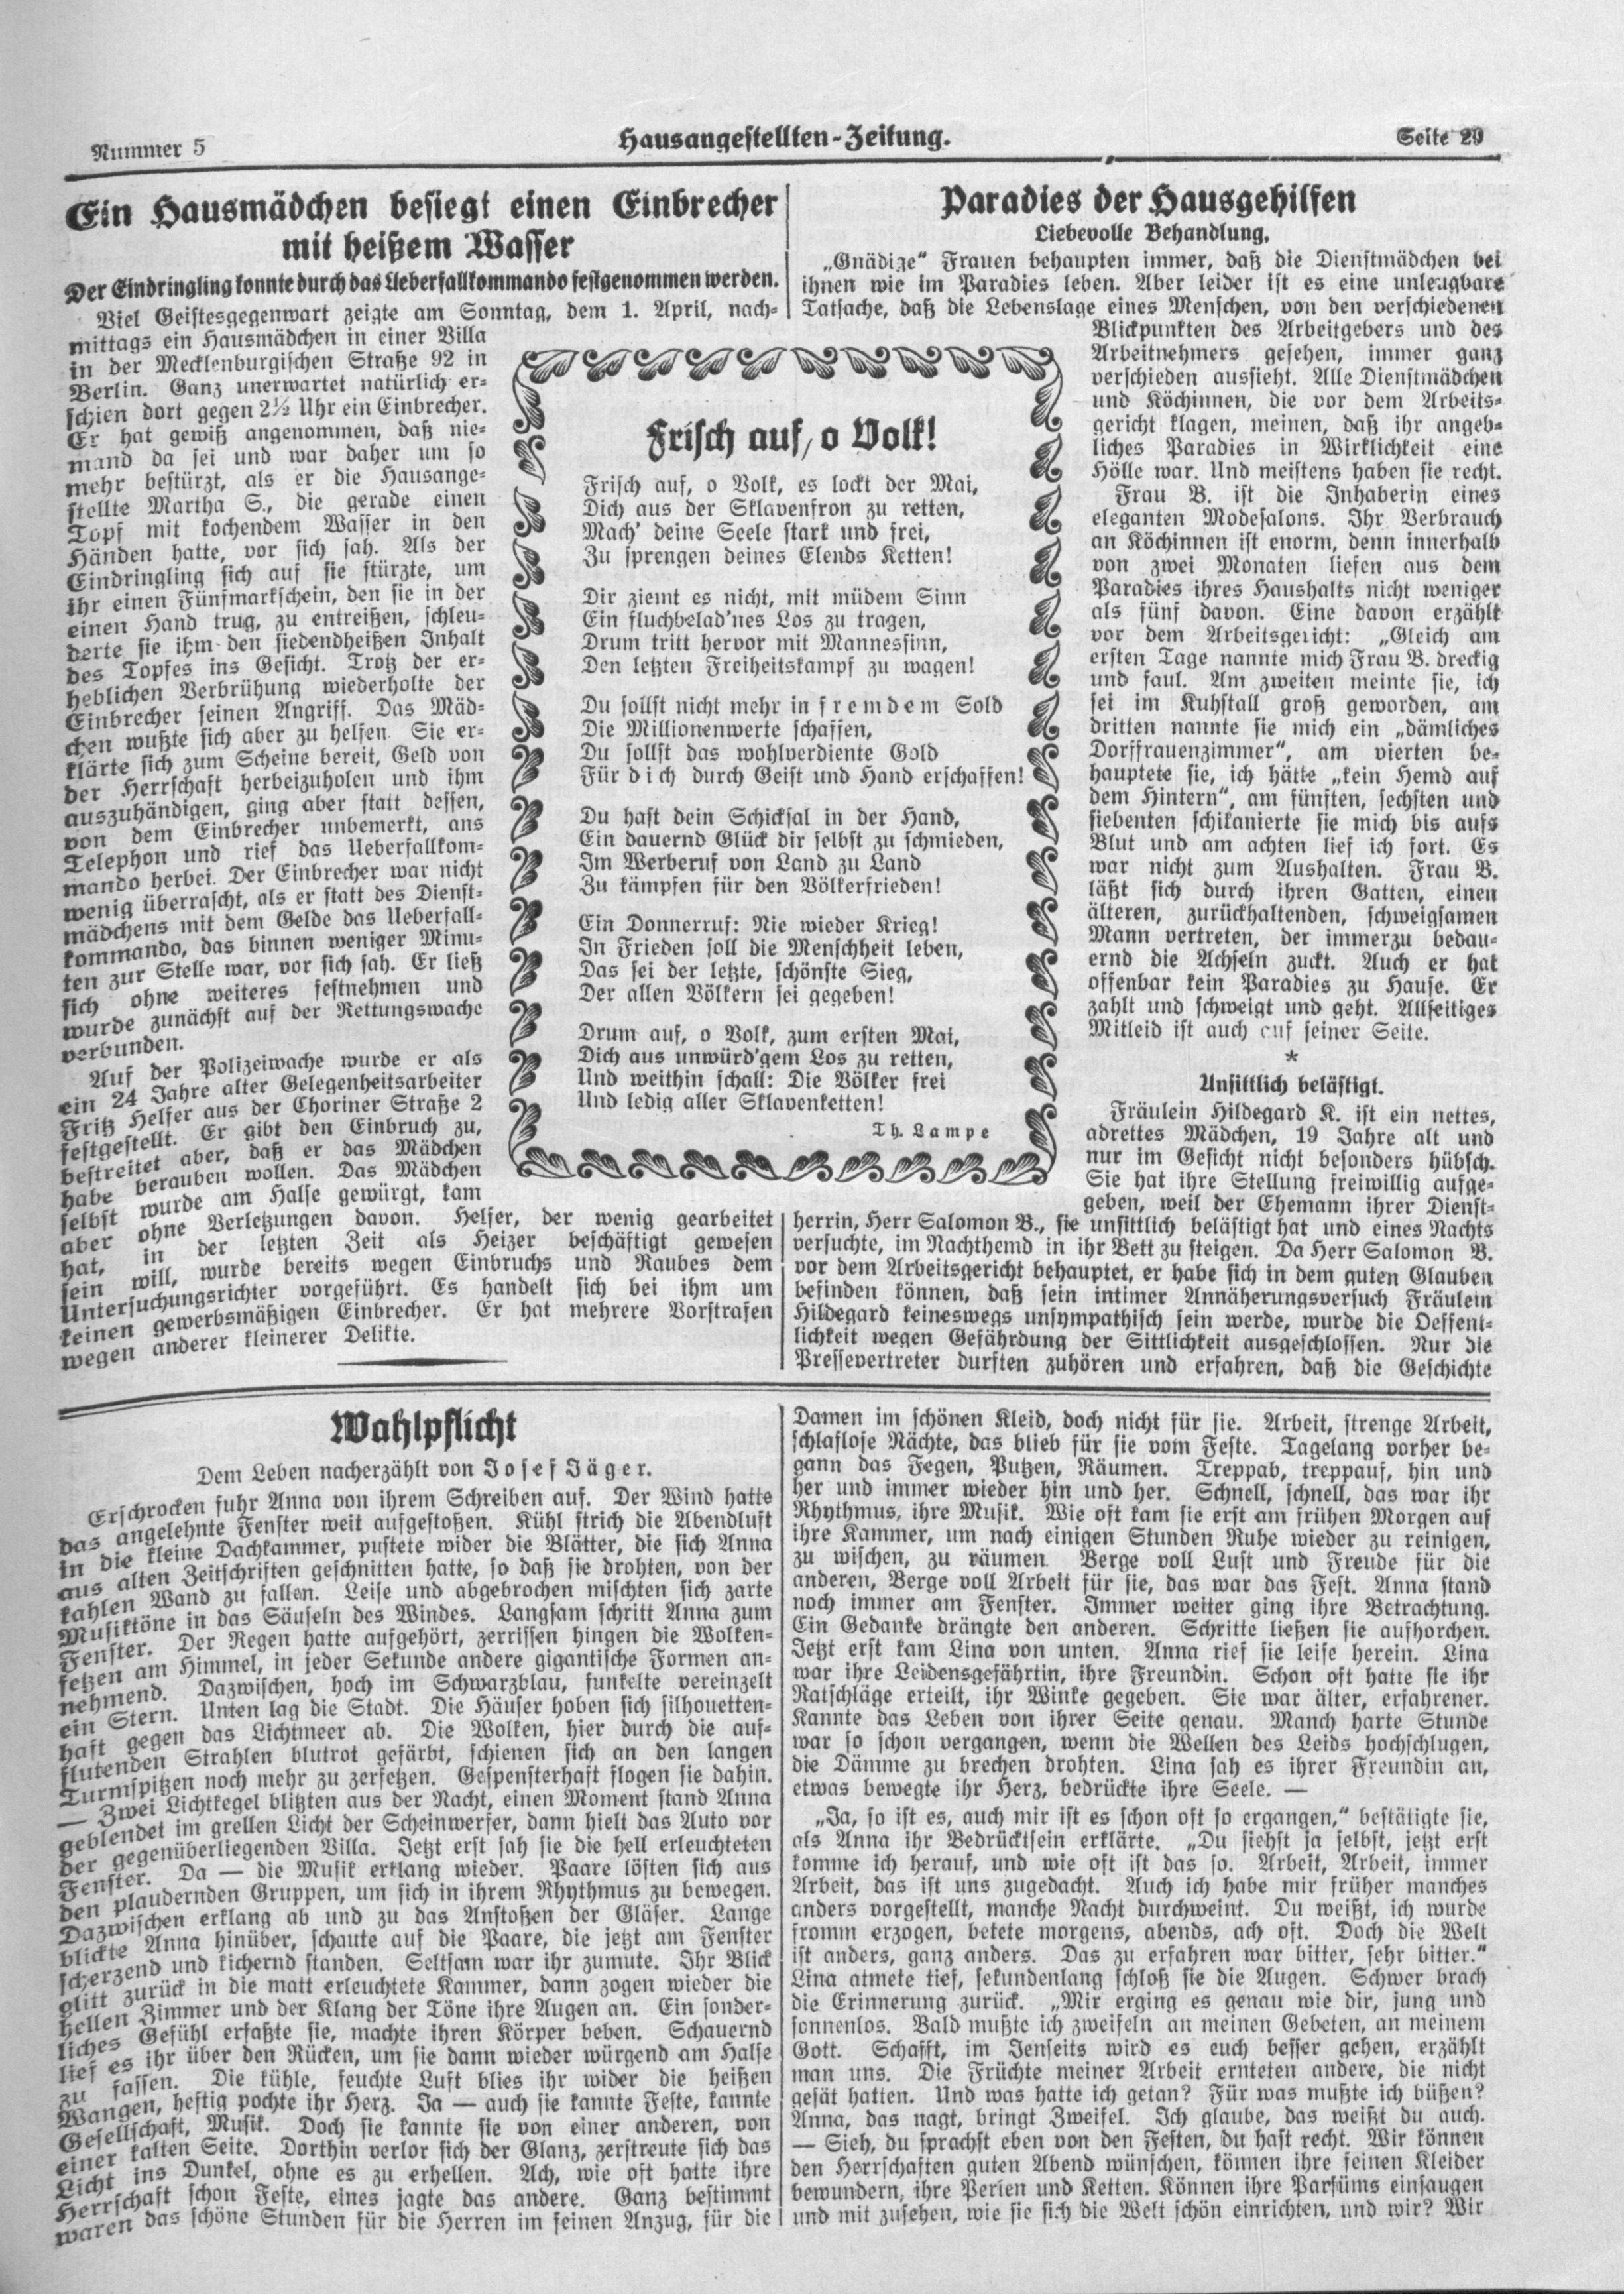 Nummer 5
Hausangestellten-Zeitung.
Seite 29
Ein Hausmädchen besiegt einen Einbrecher
mit heißem Wasser
Der Eindringling konnte durch das Ueberfallkommando festgenommen werden.
Viel Geistesgegenwart zeigte am Sonntag, dem 1. April, nach-
mittags ein Hausmädchen in einer Villa
in der Mecklenburgischen Straße 92 in
Berlin. Ganz unerwartet natürlich er-
schien dort gegen 2½ Uhr ein Einbrecher.
Er hat gewiß angenommen, daß nie-
mand da sei und war daher um so
mehr bestürzt, als er die Hausange-
stellte Martha S., die gerade einen
Topf mit kochendem Wasser in den
Händen hatte, vor sich sah. Als der
Eindringling sich auf sie stürzte, um
ihr einen Fünfmarkschein, den sie in der
einen Hand trug, zu entreißen, schleu-
derte sie ihm den siedendheißen Inhalt
des Topfes ins Gesicht. Trotz der er-
heblichen Verbrühung wiederholte der
Einbrecher seinen Angriff. Das Mäd-
chen wußte sich aber zu helfen. Sie er-
klärte sich zum Scheine bereit, Geld von
der Herrschaft herbeizuholen und ihm
auszuhändigen, ging aber statt dessen,
von dem Einbrecher unbemerkt, ans
Telephon und rief das Ueberfallkom-
mando herbei. Der Einbrecher war nicht
wenig überrascht, als er statt des Dienst-
mädchens mit dem Gelde das Ueberfall-
kommando, das binnen weniger Minu-
ten zur Stelle war, vor sich sah. Er ließ
sich ohne weiteres festnehmen und
wurde zunächst auf der Rettungswache
verbunden.
Auf der Polizeiwache wurde er als
ein 24 Jahre alter Gelegenheitsarbeiter
Fritz Helfer aus der Choriner Straße 2
festgestellt. Er gibt den Einbruch zu,
bestreitet aber, daß er das Mädchen
habe berauben wollen. Das Mädchen
selbst wurde am Halse gewürgt, kam
aber ohne Verletzungen davon. Helfer, der wenig gearbeitet
hat, in der letzten Zeit als Heizer beschäftigt gewesen
sein will, wurde bereits wegen Einbruchs und Raubes dem
Untersuchungsrichter vorgeführt. Es handelt sich bei ihm um
keinen gewerbsmäßigen Einbrecher. Er hat mehrere Vorstrafen
wegen anderer kleinerer Delikte.
Frisch auf, o Volk!
Frisch auf, o Volk, es lockt der Mai,
Dich aus der Sklavenfron zu retten,
Mach' deine Seele stark und frei,
Zu sprengen deines Elends Ketten!
Dir ziemt es nicht, mit müdem Sinn
Ein fluchbelad'nes Los zu tragen,
Drum tritt hervor mit Mannessinn,
Den letzten Freiheitskampf zu wagen!
Du sollst nicht mehr in fremdem Sold
Die Millionenwerte schaffen,
Du sollst das wohlverdiente Gold
Für dich durch Geist und Hand erschaffen!
Du hast dein Schicksal in der Hand,
Ein dauernd Glück dir selbst zu schmieden,
Im Werberuf von Land zu Land
Zu kämpfen für den Völkerfrieden!
Ein Donnerruf: Nie wieder Krieg!
In Frieden soll die Menschheit leben,
Das sei der letzte, schönste Sieg,
Der allen Völkern sei gegeben!
Drum auf, o Volk, zum ersten Mai,
Dich aus unwürd'gem Los zu retten,
Und weithin schall: Die Völker frei
Und ledig aller Sklavenketten!
Th. Lampe
Paradies der Hausgehilfen
Liebevolle Behandlung.
„Gnädige“ Frauen behaupten immer, daß die Dienstmädchen bei
ihnen wie im Paradies leben. Aber leider ist es eine unleugbare
Tatsache, daß die Lebenslage eines Menschen, von den verschiedenen
Blickpunkten des Arbeitgebers und des
Arbeitnehmers gesehen, immer ganz
verschieden aussieht. Alle Dienstmädchen
und Köchinnen, die vor dem Arbeits-
gericht klagen, meinen, daß ihr angeb-
liches Paradies in Wirklichkeit eine
Hölle war. Und meistens haben sie recht.
Frau B. ist die Inhaberin eines
eleganten Modesalons. Ihr Verbrauch
an Köchinnen ist enorm, denn innerhalb
von zwei Monaten liefen aus dem
Paradies ihres Haushalts nicht weniger
als fünf davon. Eine davon erzählt
vor dem Arbeitsgericht: „Gleich am
ersten Tage nannte mich Frau B. dreckig
und faul. Am zweiten meinte sie, ich
sei im Kuhstall groß geworden, am
dritten nannte sie mich ein „dämliches
Dorffrauenzimmer“, am vierten be-
hauptete sie, ich hätte „kein Hemd auf
dem Hintern“, am fünften, sechsten und
siebenten schikanierte sie mich bis aufs
Blut und am achten lief ich fort. Es
war nicht zum Aushalten. Frau B.
läßt sich durch ihren Gatten, einen
älteren, zurückhaltenden, schweigsamen
Mann vertreten, der immerzu bedau-
ernd die Achseln zuckt. Auch er hat
offenbar kein Paradies zu Hause. Er
zahlt und schweigt und geht. Allseitiges
Mitleid ist auch auf seiner Seite.
*
Unsittlich belästigt.
Fräulein Hildegard K. ist ein nettes,
adrettes Mädchen, 19 Jahre alt und
nur im Gesicht nicht besonders hübsch.
Sie hat ihre Stellung freiwillig aufge-
geben, weil der Ehemann ihrer Dienst-
herrin, Herr Salomon B., sie unsittlich belästigt hat und eines Nachts
versuchte, im Nachthemd in ihr Bett zu steigen. Da Herr Salomon B.
vor dem Arbeitsgericht behauptet, er habe sich in dem guten Glauben
befinden können, daß sein intimer Annäherungsversuch Fräulein
Hildegard keineswegs unsympathisch sein werde, wurde die Oeffent-
lichkeit wegen Gefährdung der Sittlichkeit ausgeschlossen. Nur die
Pressevertreter durften zuhören und erfahren, daß die Geschichte
Wahlpflicht
Dem Leben nacherzählt von Josef Jäger.
Erschrocken fuhr Anna von ihrem Schreiben auf. Der Wind hatte
das angelehnte Fenster weit aufgestoßen. Kühl strich die Abendluft
in die kleine Dachkammer, pustete wider die Blätter, die sich Anna
aus alten Zeitschriften geschnitten hatte, so daß sie drohten, von der
kahlen Wand zu fallen. Leise und abgebrochen mischten sich zarte
Musiktöne in das Säuseln des Windes. Langsam schritt Anna zum
Fenster. Der Regen hatte aufgehört, zerrissen hingen die Wolken-
fetzen am Himmel, in jeder Sekunde andere gigantische Formen an-
nehmend. Dazwischen, hoch im Schwarzblau, funkelte vereinzelt
ein Stern. Unten lag die Stadt. Die Häuser hoben sich silhouetten-
haft gegen das Lichtmeer ab. Die Wolken, hier durch die auf-
flutenden Strahlen blutrot gefärbt, schienen sich an den langen
Turmspitzen noch mehr zu zerfetzen. Gespensterhaft flogen sie dahin.
— Zwei Lichtkegel blitzten aus der Nacht, einen Moment stand Anna
geblendet im grellen Licht der Scheinwerfer, dann hielt das Auto vor
der gegenüberliegenden Villa. Jetzt erst sah sie die hell erleuchteten
Fenster. Da — die Musik erklang wieder. Paare lösten sich aus
den plaudernden Gruppen, um sich in ihrem Rhythmus zu bewegen.
Dazwischen erklang ab und zu das Anstoßen der Gläser. Lange
blickte Anna hinüber, schaute auf die Paare, die jetzt am Fenster
scherzend und kichernd standen. Seltsam war ihr zumute. Ihr Blick
glitt zurück in die matt erleuchtete Kammer, dann zogen wieder die
hellen Zimmer und der Klang der Töne ihre Augen an. Ein sonder-
liches Gefühl erfaßte sie, machte ihren Körper beben. Schauernd
lief es ihr über den Rücken, um sie dann wieder würgend am Halse
zu fassen. Die kühle, feuchte Luft blies ihr wider die heißen
Wangen, heftig pochte ihr Herz. Ja — auch sie kannte Feste, kannte
Gesellschaft, Musik. Doch sie kannte sie von einer anderen, von
einer kalten Seite. Dorthin verlor sich der Glanz, zerstreute sich das
Licht ins Dunkel, ohne es zu erhellen. Ach, wie oft hatte ihre
Herrschaft schon Feste, eines jagte das andere. Ganz bestimmt
waren das schöne Stunden für die Herren im feinen Anzug, für die
Damen im schönen Kleid, doch nicht für sie. Arbeit, strenge Arbeit,
schlaflose Nächte, das blieb für sie vom Feste. Tagelang vorher be-
gann das Fegen, Putzen, Räumen. Treppab, treppauf, hin und
her und immer wieder hin und her. Schnell, schnell, das war ihr
Rhythmus, ihre Musik. Wie oft kam sie erst am frühen Morgen auf
ihre Kammer, um nach einigen Stunden Ruhe wieder zu reinigen,
zu wischen, zu räumen. Berge voll Lust und Freude für die
anderen, Berge voll Arbeit für sie, das war das Fest. Anna stand
noch immer am Fenster. Immer weiter ging ihre Betrachtung.
Ein Gedanke drängte den anderen. Schritte ließen sie aufhorchen.
Jetzt erst kam Lina von unten. Anna rief sie leise herein. Lina
war ihre Leidensgefährtin, ihre Freundin. Schon oft hatte sie ihr
Ratschläge erteilt, ihr Winke gegeben. Sie war älter, erfahrener.
Kannte das Leben von ihrer Seite genau. Manch harte Stunde
war so schon vergangen, wenn die Wellen des Leids hochschlugen,
die Dämme zu brechen drohten. Lina sah es ihrer Freundin an,
etwas bewegte ihr Herz, bedrückte ihre Seele. —
„Ja, so ist es, auch mir ist es schon oft so ergangen,“ bestätigte sie,
als Anna ihr Bedrücktsein erklärte. „Du siehst ja selbst, jetzt erst
komme ich herauf, und wie oft ist das so. Arbeit, Arbeit, immer
Arbeit, das ist uns zugedacht. Auch ich habe mir früher manches
anders vorgestellt, manche Nacht durchweint. Du weißt, ich wurde
fromm erzogen, betete morgens, abends, ach oft. Doch die Welt
ist anders, ganz anders. Das zu erfahren war bitter, sehr bitter.“
Lina atmete tief, sekundenlang schloß sie die Augen. Schwer brach
die Erinnerung zurück. „Mir erging es genau wie dir, jung und
sonnenlos. Bald mußte ich zweifeln an meinen Gebeten, an meinem
Gott. Schafft, im Jenseits wird es euch besser gehen, erzählt
man uns. Die Früchte meiner Arbeit ernteten andere, die nicht
gesät hatten. Und was hatte ich getan? Für was mußte ich büßen?
Anna, das nagt, bringt Zweifel. Ich glaube, das weißt du auch.
— Sieh, du sprachst eben von den Festen, du hast recht. Wir können
den Herrschaften guten Abend wünschen, können ihre feinen Kleider
bewundern, ihre Perlen und Ketten. Können ihre Parfüms einsaugen
und mit zusehen, wie sie sich die Welt schön einrichten, und wir? Wir